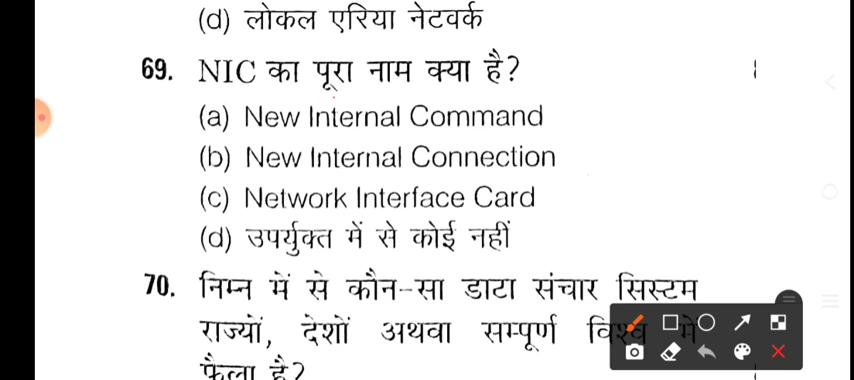 (d) लोकल एरिया नेटवर्क
69. NIC का पूरा नाम क्या है?
(a) New Internal Command
(b) New Internal Connection
(c) Network Interface Card
(d) उपर्युक्त में से कोई नहीं
70. निम्न में से कौन-सा डाटा संचार सिस्टम
राज्यों, देशों अथवा सम्पूर्ण विश्व में
फैला है?